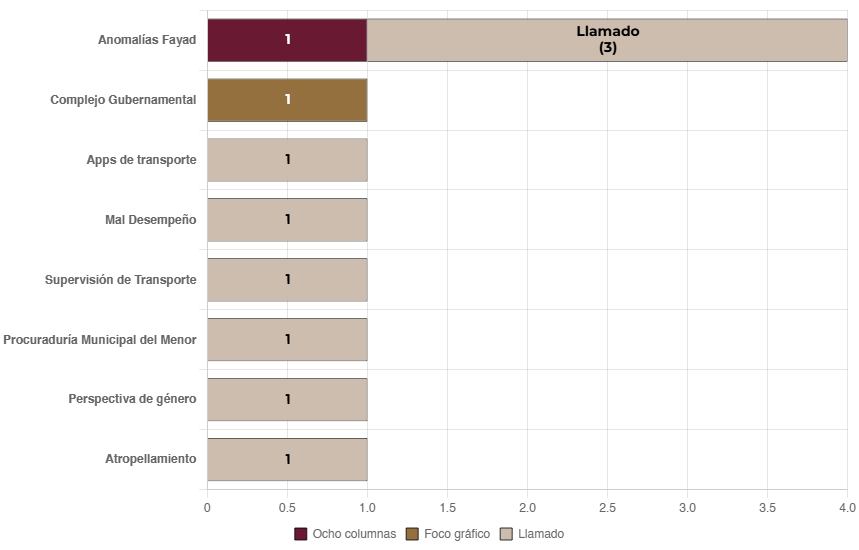 Anomalías Fayad
1
Llamado
(3)
Complejo Gubernamental
1
Apps de transporte
1
Mal Desempeño
1
Supervisión de Transporte
1
Procuraduría Municipal del Menor
1
Perspectiva de género
1
Atropellamiento
1
0 0.5 1.0 1.5 2.0 2.5 3.0 3.5 4.0
Ocho columnas Foco gráfico Llamado